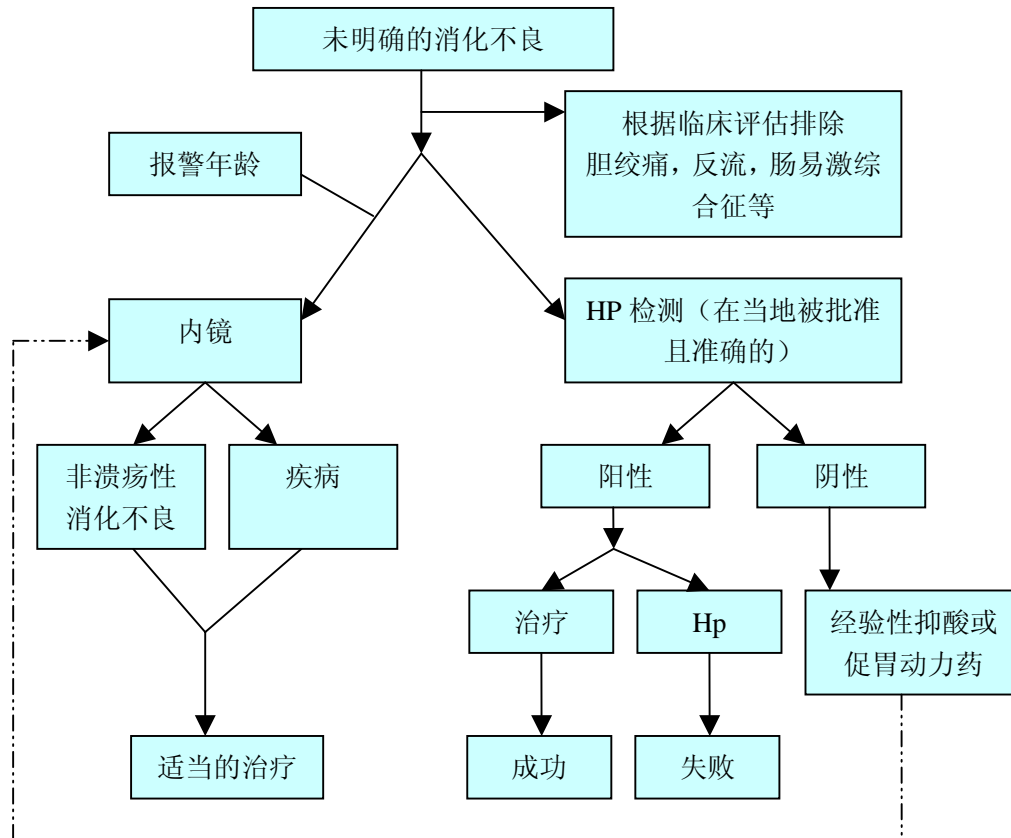 未明确的消化不良
根据临床评估排除
胆绞痛，反流，肠易激综
合征等
报警年龄
内镜
HP 检测（在当地被批准
且准确的）
非溃疡性
消化不良
疾病
阳性
阴性
治疗
Hp
经验性抑酸或
促胃动力药
适当的治疗
成功
失败